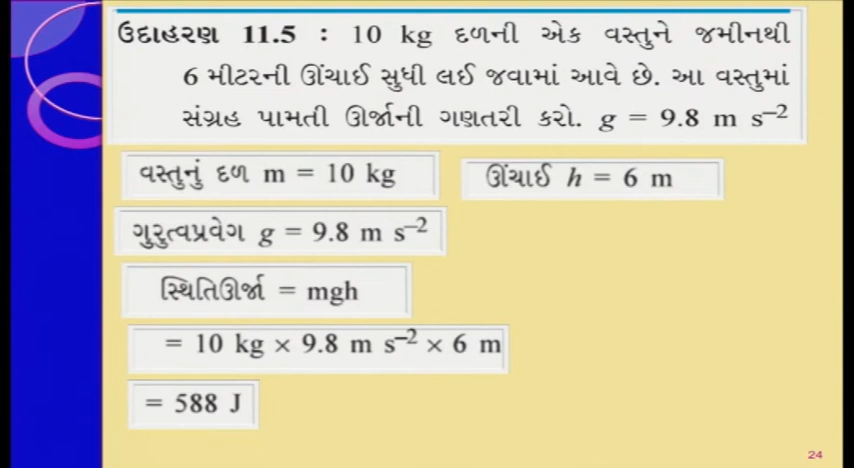 ઉદાહરણ 11.5 : 10 kg દળની એક વસ્તુને જમીનથી
6 મીટરની ઊંચાઈ સુધી લઈ જવામાં આવે છે. આ વસ્તુમાં
સંગ્રહ પામતી ઊર્જાની ગણતરી કરો. g = 9.8 m s⁻²
વસ્તુનું દળ m = 10 kg
ઊંચાઈ h = 6 m
ગુરુત્વપ્રવેગ g = 9.8 m s⁻²
સ્થિતિઊર્જા = mgh
= 10 kg × 9.8 m s⁻² × 6 m
= 588 J
24